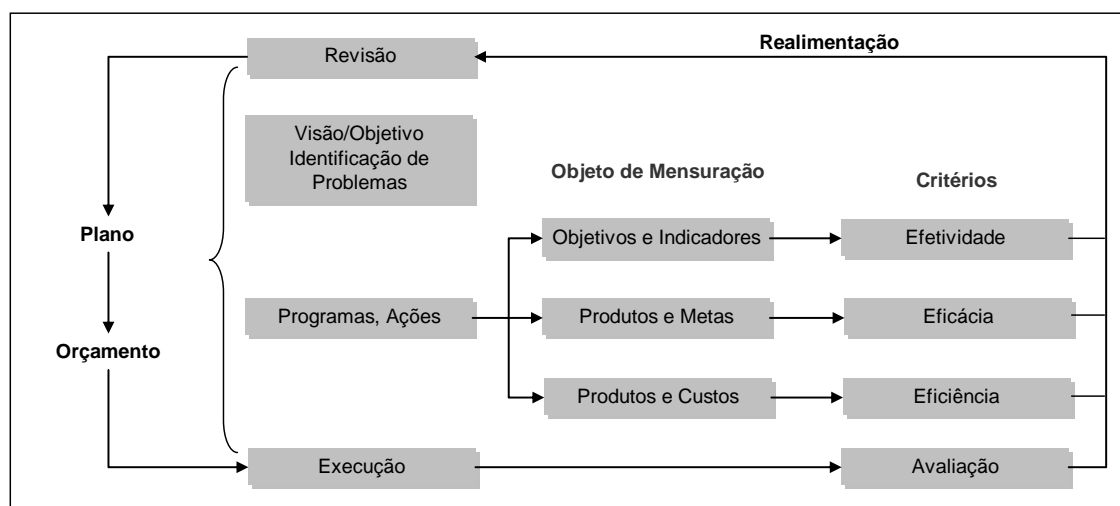 Revisão
Realimentação
Visão/Objetivo
Identificação de
Problemas
Objeto de Mensuração
Critérios
Plano
Objetivos e Indicadores
Efetividade
Programas, Ações
Produtos e Metas
Eficácia
Orçamento
Produtos e Custos
Eficiência
Execução
Avaliação